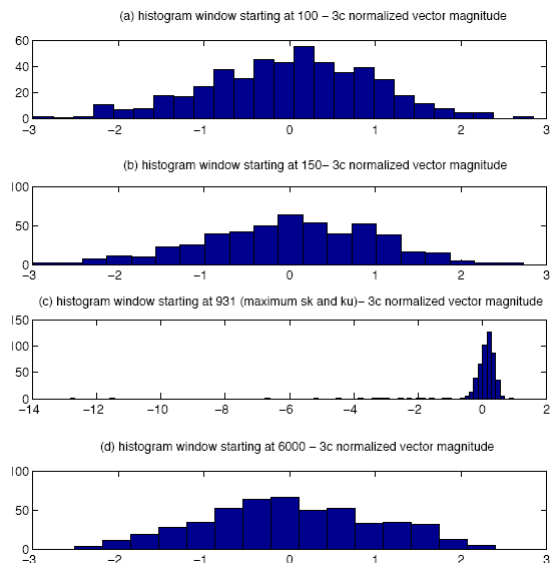 (a) histogram window starting at 100 – 3c normalized vector magnitude
60
40
20
0
−3 −2 −1 0 1 2 3
(b) histogram window starting at 150– 3c normalized vector magnitude
100
50
0
−3 −2 −1 0 1 2 3
(c) histogram window starting at 931 (maximum sk and ku)– 3c normalized vector magnitude
150
100
50
0
−14 −12 −10 −8 −6 −4 −2 0 2
(d) histogram window starting at 6000 – 3c normalized vector magnitude
100
50
0
−3 −2 −1 0 1 2 3